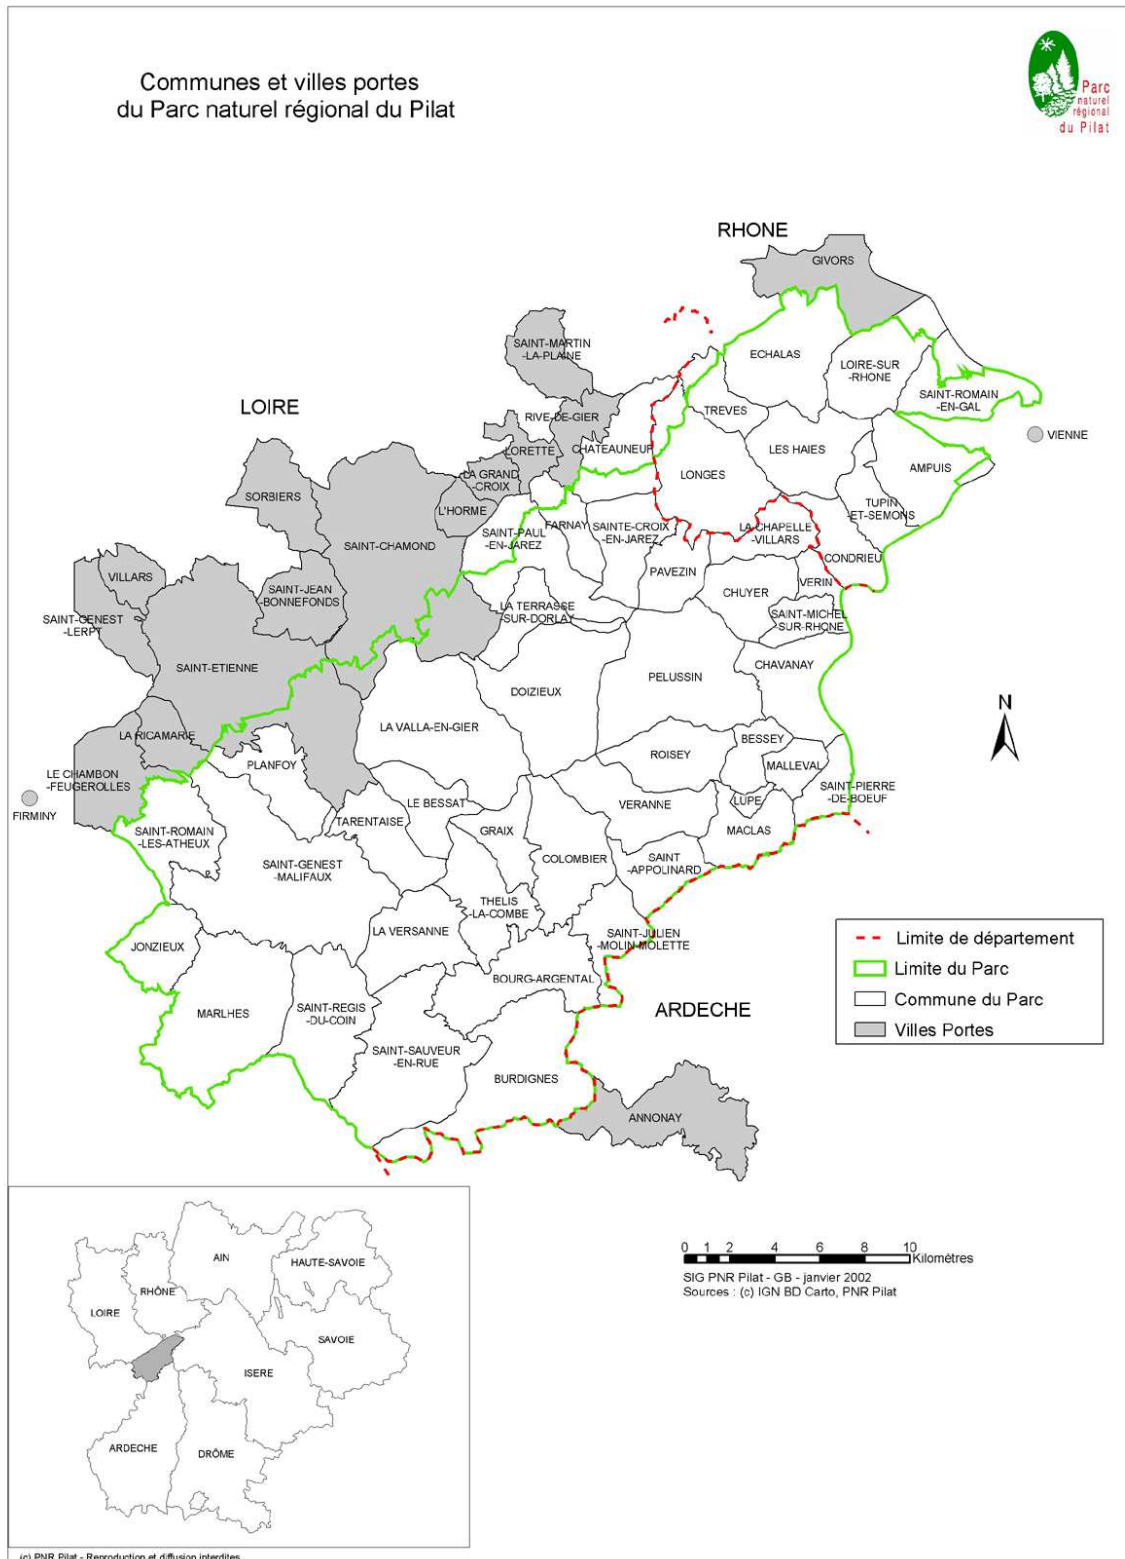 Communes et villes portes
du Parc naturel régional du Pilat
Parc
naturel
régional
du Pilat
RHONE
GIVORS
SAINT-MARTIN
-LA-PLAINE
ECHALAS
LOIRE-SUR
-RHONE
SAINT-ROMAIN
-EN-GAL
LOIRE
RIVE-DE-GIER
TREVES
VIENNE
CHATEAUNEUF
LORETTE
LES HAIES
AMPUIS
LA GRAND
-CROIX
LONGES
SORBIERS
L'HORME
TUPIN
-ET-SEMONS
SAINT-PAUL
-EN-JAREZ
FARNAY
SAINTE-CROIX
-EN-JAREZ
LA CHAPELLE
-VILLARS
SAINT-CHAMOND
CONDRIEU
VILLARS
SAINT-JEAN
-BONNEFONDS
PAVEZIN
CHUYER
VERIN
SAINT-GENEST
-LERPT
LA TERRASSE
-SUR-DORLAY
SAINT-MICHEL
-SUR-RHONE
SAINT-ETIENNE
CHAVANAY
PELUSSIN
DOIZIEUX
LA VALLA-EN-GIER
LA RICAMARIE
BESSEY
ROISEY
PLANFOY
MALLEVAL
LE CHAMBON
-FEUGEROLLES
SAINT-PIERRE
-DE-BOEUF
LE BESSAT
VERANNE
LUPE
FIRMINY
TARENTAISE
SAINT-ROMAIN
-LES-ATHEUX
GRAIX
MACLAS
COLOMBIER
SAINT
-APPOLINARD
SAINT-GENEST
-MALIFAUX
THELIS
-LA-COMBE
LA VERSANNE
SAINT-JULIEN
-MOLIN-MOLETTE
JONZIEUX
BOURG-ARGENTAL
MARLHES
SAINT-REGIS
-DU-COIN
ARDECHE
SAINT-SAUVEUR
-EN-RUE
BURDIGNES
ANNONAY
N
Limite de département
Limite du Parc
Commune du Parc
Villes Portes
0 1 2 4 6 8 10
Kilomètres
SIG PNR Pilat - GB - janvier 2002
Sources : (c) IGN BD Carto, PNR Pilat
AIN
HAUTE-SAVOIE
RHÔNE
LOIRE
SAVOIE
ISERE
ARDECHE
DRÔME
(c) PNR Pilat - Reproduction et diffusion interdites